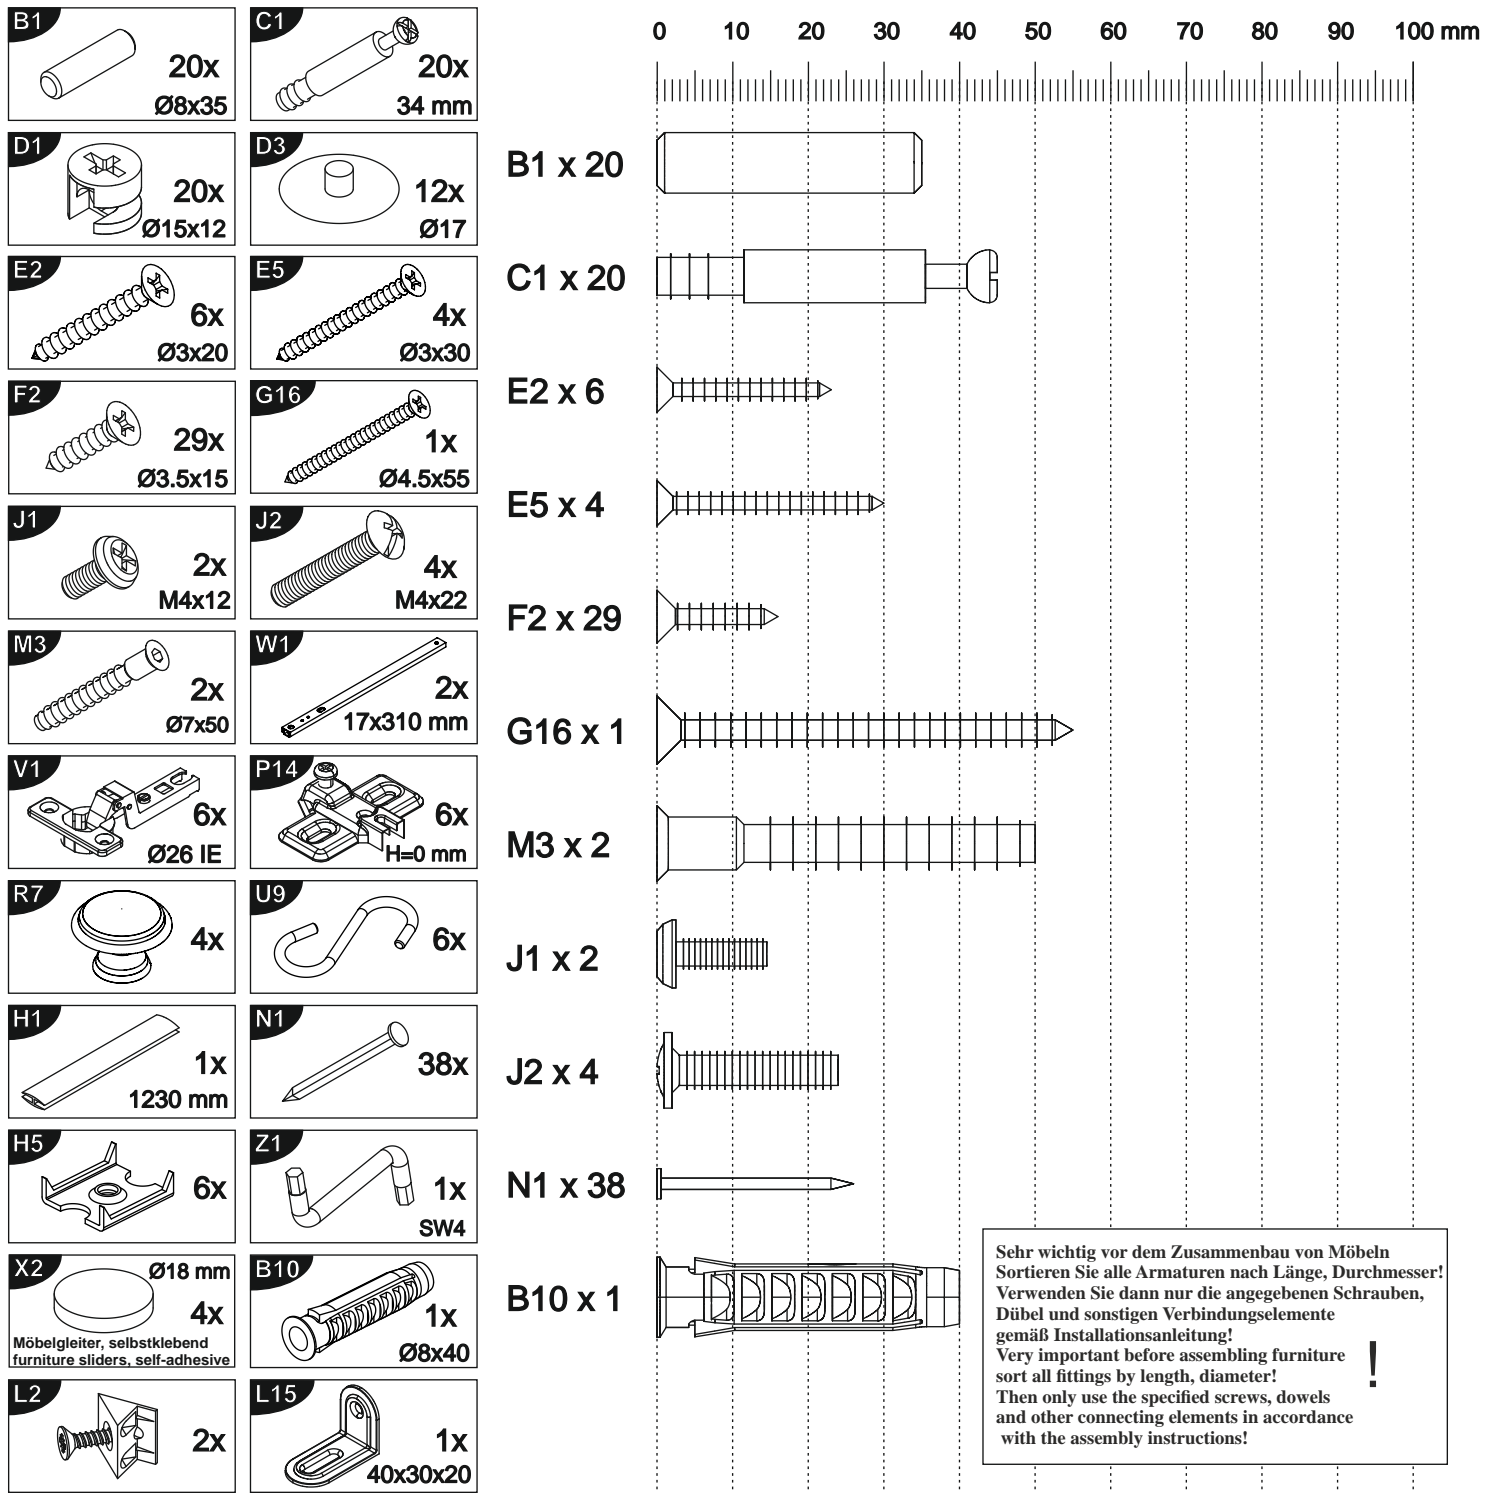 B1
20x
Ø8x35
C1
20x
34 mm
D1
20x
Ø15x12
D3
12x
Ø17
E2
6x
Ø3x20
E5
4x
Ø3x30
F2
29x
Ø3.5x15
G16
1x
Ø4.5x55
J1
2x
M4x12
J2
4x
M4x22
M3
2x
Ø7x50
W1
2x
17x310 mm
V1
6x
Ø26 IE
P14
6x
H=0 mm
R7
4x
U9
6x
H1
1x
1230 mm
N1
38x
H5
6x
Z1
1x
SW4
X2
Ø18 mm
4x
Möbelgleiter, selbstklebend
furniture sliders, self-adhesive
B10
1x
Ø8x40
L2
2x
L15
1x
40x30x20
0 10 20 30 40 50 60 70 80 90 100 mm
B1 x 20
C1 x 20
E2 x 6
E5 x 4
F2 x 29
G16 x 1
M3 x 2
J1 x 2
J2 x 4
N1 x 38
B10 x 1
Sehr wichtig vor dem Zusammenbau von Möbeln
Sortieren Sie alle Armaturen nach Länge, Durchmesser!
Verwenden Sie dann nur die angegebenen Schrauben,
Dübel und sonstigen Verbindungselemente
gemäß Installationsanleitung!
Very important before assembling furniture
sort all fittings by length, diameter!
Then only use the specified screws, dowels
and other connecting elements in accordance
with the assembly instructions!
!